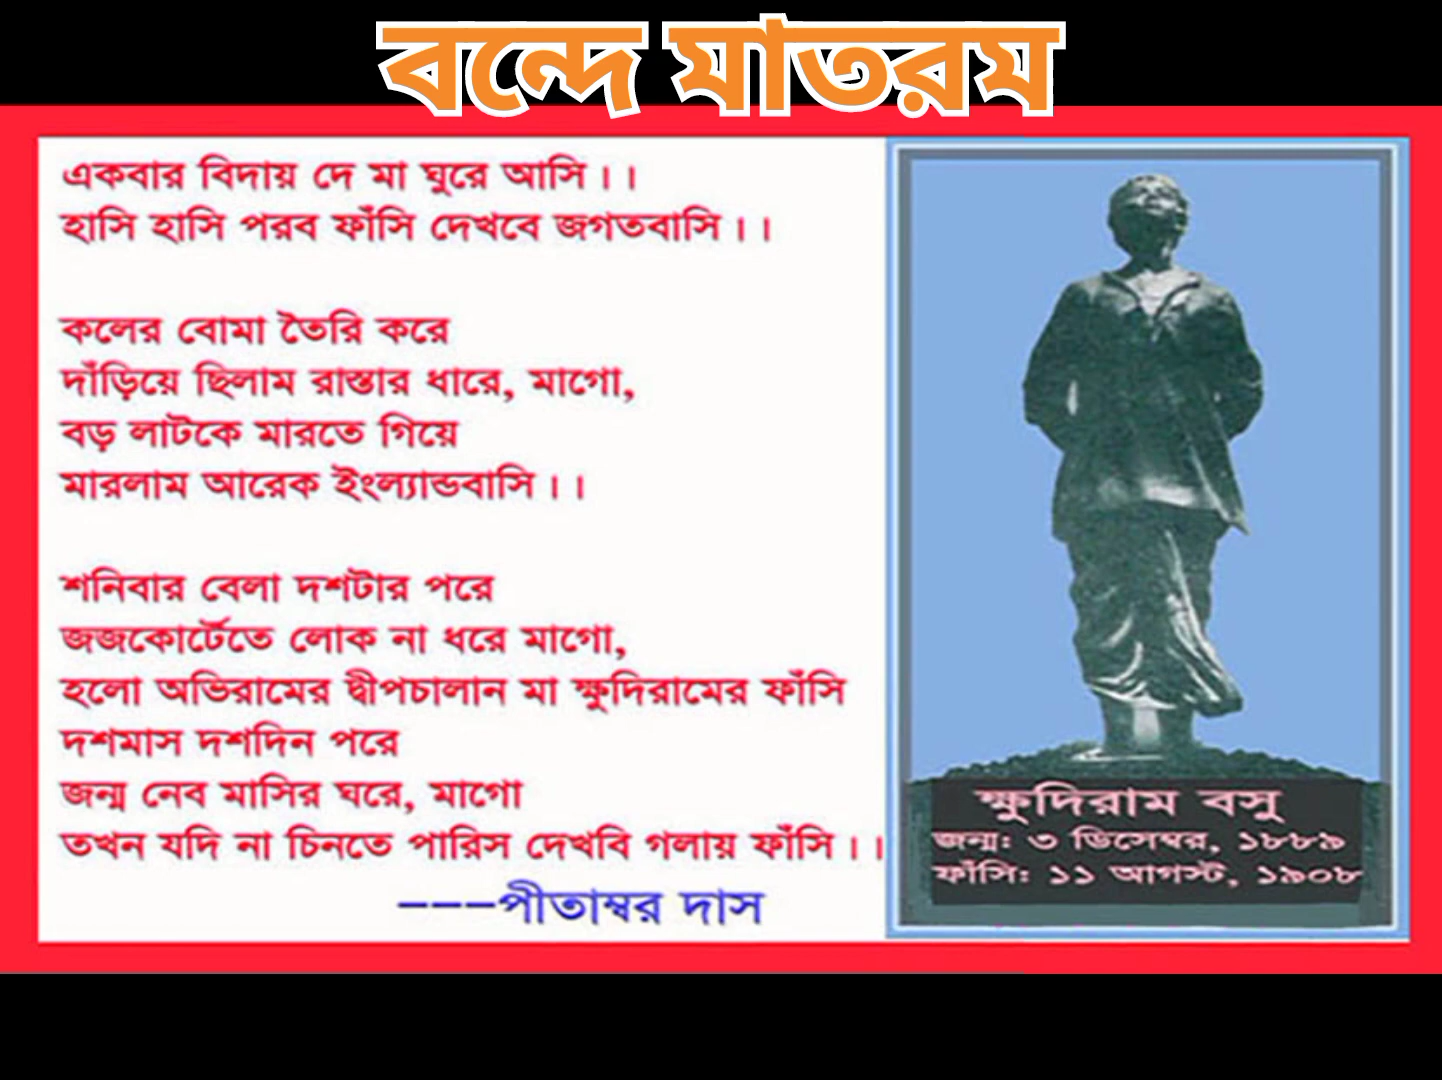 বন্দে মাতরম
একবার বিদায় দে মা ঘুরে আসি।।
হাসি হাসি পরব ফাঁসি দেখবে জগতবাসি।।
কলের বোমা তৈরি করে
দাঁড়িয়ে ছিলাম রাস্তার ধারে, মাগো,
বড় লাটকে মারতে গিয়ে
মারলাম আরেক ইংল্যান্ডবাসি।।
শনিবার বেলা দশটার পরে
জজকোর্টেতে লোক না ধরে মাগো,
হলো অভিরামের দ্বীপচালান মা ক্ষুদিরামের ফাঁসি
দশমাস দশদিন পরে
জন্ম নেব মাসির ঘরে, মাগো
তখন যদি না চিনতে পারিস দেখবি গলায় ফাঁসি।।
---পীতাম্বর দাস
ক্ষুদিরাম বসু
জন্ম: ৩ ডিসেম্বর, ১৮৮৯
ফাঁসি: ১১ আগস্ট, ১৯০৮